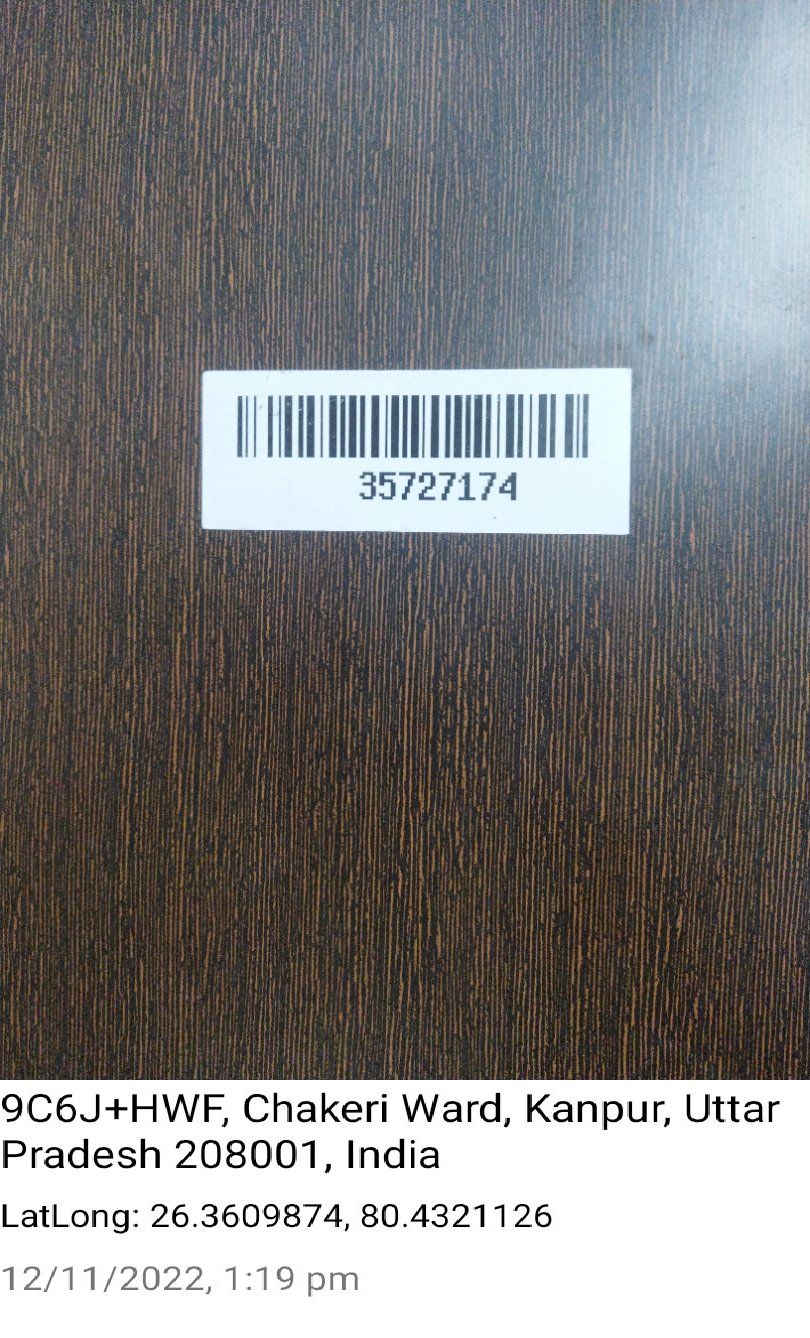 35727174
9C6J+HWF, Chakeri Ward, Kanpur, Uttar
Pradesh 208001, India
LatLong: 26.3609874, 80.4321126
12/11/2022, 1:19 pm